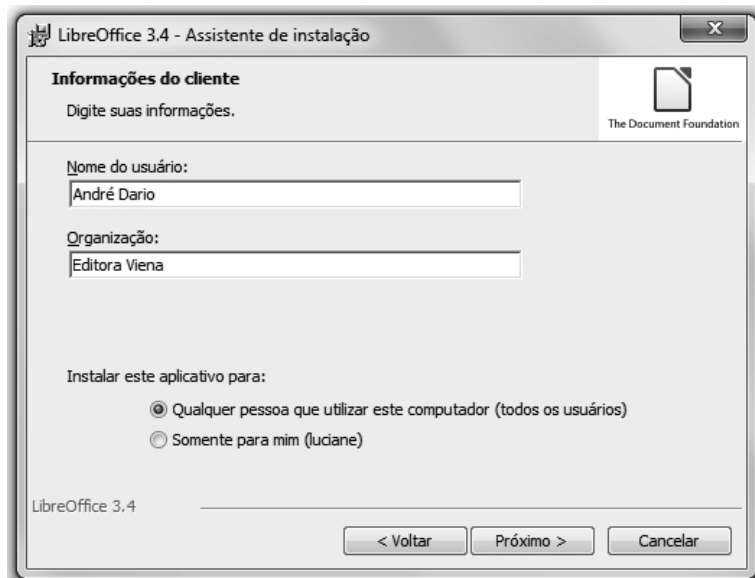 LibreOffice 3.4 - Assistente de instalação
x
Informações do cliente
Digite suas informações.
The Document Foundation
Nome do usuário:
André Dario
Organização:
Editora Viena
Instalar este aplicativo para:
Qualquer pessoa que utilizar este computador (todos os usuários)
Somente para mim (luciane)
LibreOffice 3.4
< Voltar
Próximo >
Cancelar